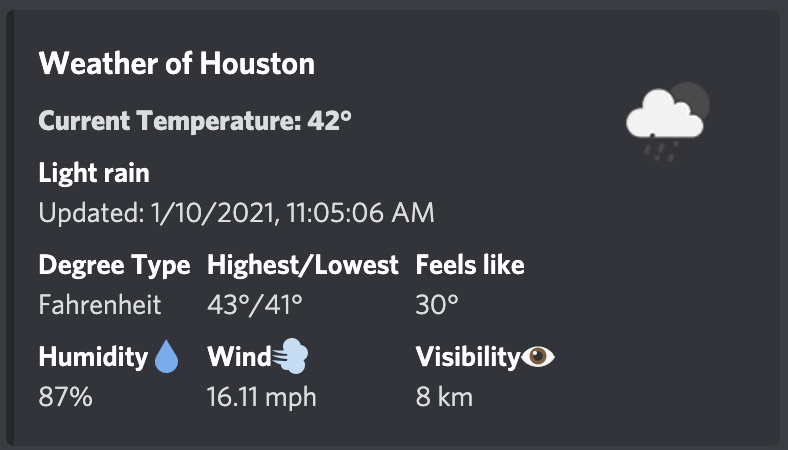 Weather of Houston
Current Temperature: 42°
Light rain
Updated: 1/10/2021, 11:05:06 AM
Degree Type Highest/Lowest Feels like
Fahrenheit 43°/41° 30°
Humidity💧 Wind💨 Visibility👁️
87% 16.11 mph 8 km